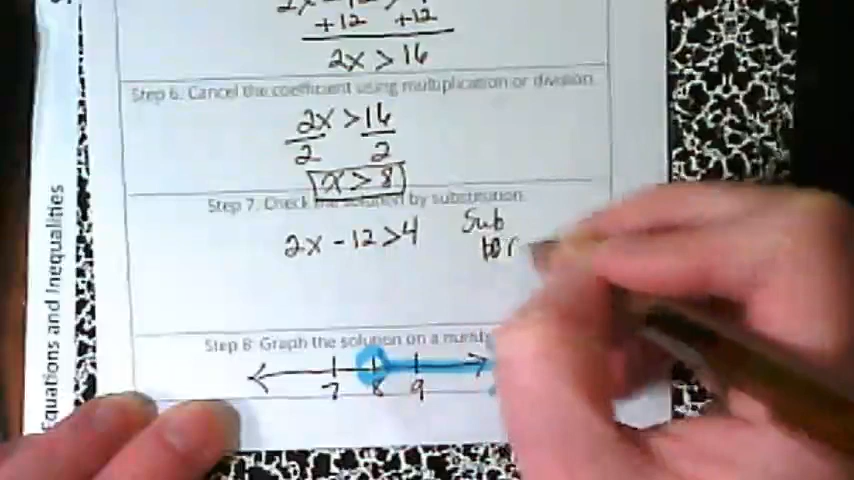 +12 +12
2x > 16
Step 6. Cancel the coefficient using multiplication or division.
2x > 16
2 2
x > 8
Step 7. Check the solution by substitution.
2x - 12 > 4
Sub
for
Step 8: Graph the solution on a
7 8 9
Equations and Inequalities